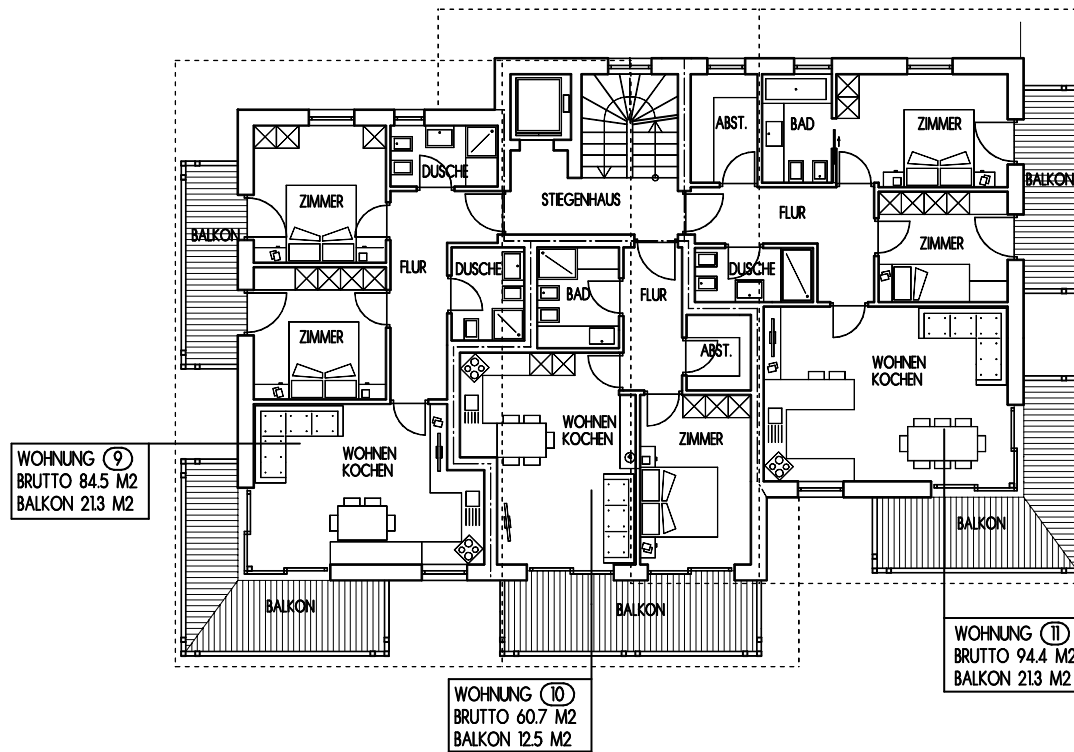 ABST.
BAD
ZIMMER
DUSCHE
BALKON
ZIMMER
STIEGENHAUS
FLUR
BALKON
ZIMMER
FLUR
DUSCHE
BAD
FLUR
DUSCHE
ZIMMER
ABST.
WOHNEN
KOCHEN
WOHNEN
KOCHEN
ZIMMER
WOHNEN
KOCHEN
WOHNUNG 9
BRUTTO 84.5 M2
BALKON 21.3 M2
BALKON
BALKON
BALKON
WOHNUNG 11
BRUTTO 94.4 M2
BALKON 21.3 M2
WOHNUNG 10
BRUTTO 60.7 M2
BALKON 12.5 M2